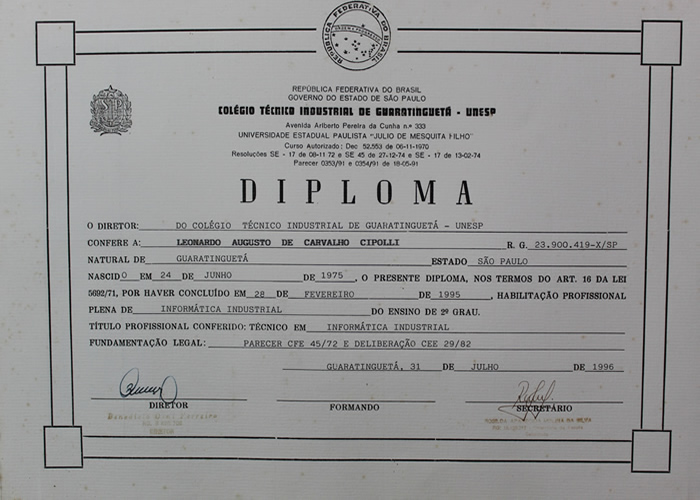 REPÚBLICA FEDERATIVA DO BRASIL
REPÚBLICA FEDERATIVA DO BRASIL
GOVERNO DO ESTADO DE SÃO PAULO
COLÉGIO TÉCNICO INDUSTRIAL DE GUARATINGUETÁ - UNESP
Avenida Ariberto Pereira da Cunha n.º 333
UNIVERSIDADE ESTADUAL PAULISTA "JULIO DE MESQUITA FILHO"
Curso Autorizado: Dec 52.553 de 06-11-1970
Resoluções SE - 17 de 08-11 72 e SE 45 de 27-12-74 e SE - 17 de 13-02-74
Parecer 0353/91 e 0354/91 de 18-05-91
DIPLOMA
O DIRETOR: DO COLÉGIO TÉCNICO INDUSTRIAL DE GUARATINGUETÁ - UNESP
CONFERE A: LEONARDO AUGUSTO DE CARVALHO CIPOLLI R. G. 23.900.419-X/SP
NATURAL DE GUARATINGUETÁ ESTADO SÃO PAULO
NASCIDO EM 24 DE JUNHO DE 1975, O PRESENTE DIPLOMA, NOS TERMOS DO ART. 16 DA LEI
5692/71, POR HAVER CONCLUÍDO EM 28 DE FEVEREIRO DE 1995, HABILITAÇÃO PROFISSIONAL
PLENA DE INFORMÁTICA INDUSTRIAL DO ENSINO DE 2º GRAU.
TÍTULO PROFISSIONAL CONFERIDO: TÉCNICO EM INFORMÁTICA INDUSTRIAL
FUNDAMENTAÇÃO LEGAL: PARECER CFE 45/72 E DELIBERAÇÃO CEE 29/82
GUARATINGUETÁ, 31 DE JULHO DE 1996
DIRETOR FORMANDO SECRETÁRIO